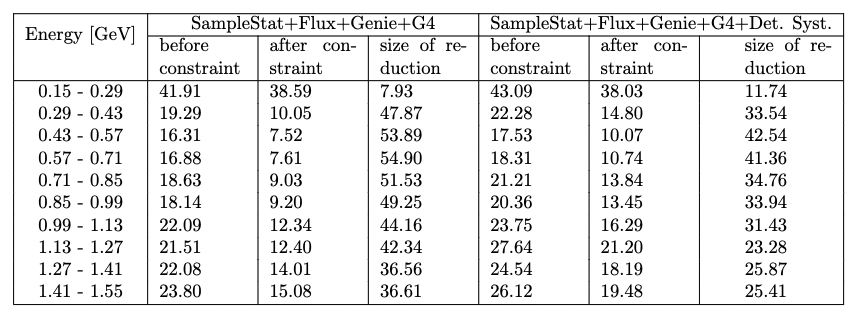 Energy [GeV] SampleStat+Flux+Genie+G4 SampleStat+Flux+Genie+G4+Det. Syst.
before after con- size of re- before after con- size of re-
constraint straint duction constraint straint duction
0.15 - 0.29 41.91 38.59 7.93 43.09 38.03 11.74
0.29 - 0.43 19.29 10.05 47.87 22.28 14.80 33.54
0.43 - 0.57 16.31 7.52 53.89 17.53 10.07 42.54
0.57 - 0.71 16.88 7.61 54.90 18.31 10.74 41.36
0.71 - 0.85 18.63 9.03 51.53 21.21 13.84 34.76
0.85 - 0.99 18.14 9.20 49.25 20.36 13.45 33.94
0.99 - 1.13 22.09 12.34 44.16 23.75 16.29 31.43
1.13 - 1.27 21.51 12.40 42.34 27.64 21.20 23.28
1.27 - 1.41 22.08 14.01 36.56 24.54 18.19 25.87
1.41 - 1.55 23.80 15.08 36.61 26.12 19.48 25.41